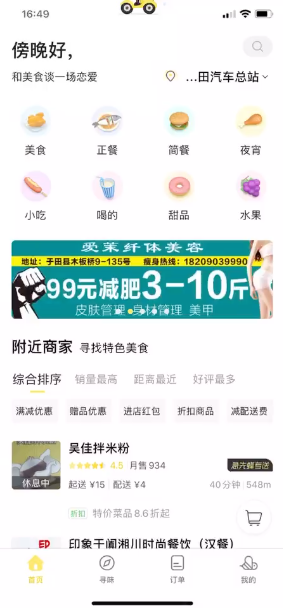 16:49
傍晚好,
和美食谈一场恋爱
...田汽车总站
美食 正餐 简餐 夜宵
小吃 喝的 甜品 水果
爱莱纤体美容
地址：于田县木板桥9-135号 瘦身热线：18209039990
99元减肥3-10斤
皮肤管理 身材管理 美甲
附近商家 寻找特色美食
综合排序 销量最高 距离最近 好评最多
满减优惠 赠品优惠 进店红包 折扣商品 减配送费
吴佳拌米粉
4.5 月售934
休息中
起送 ¥15 配送 ¥4 40分钟 548m
折扣 特价菜品8.6折起
印象于阗湘川时尚餐饮（汉餐）
首页 寻味 订单 我的